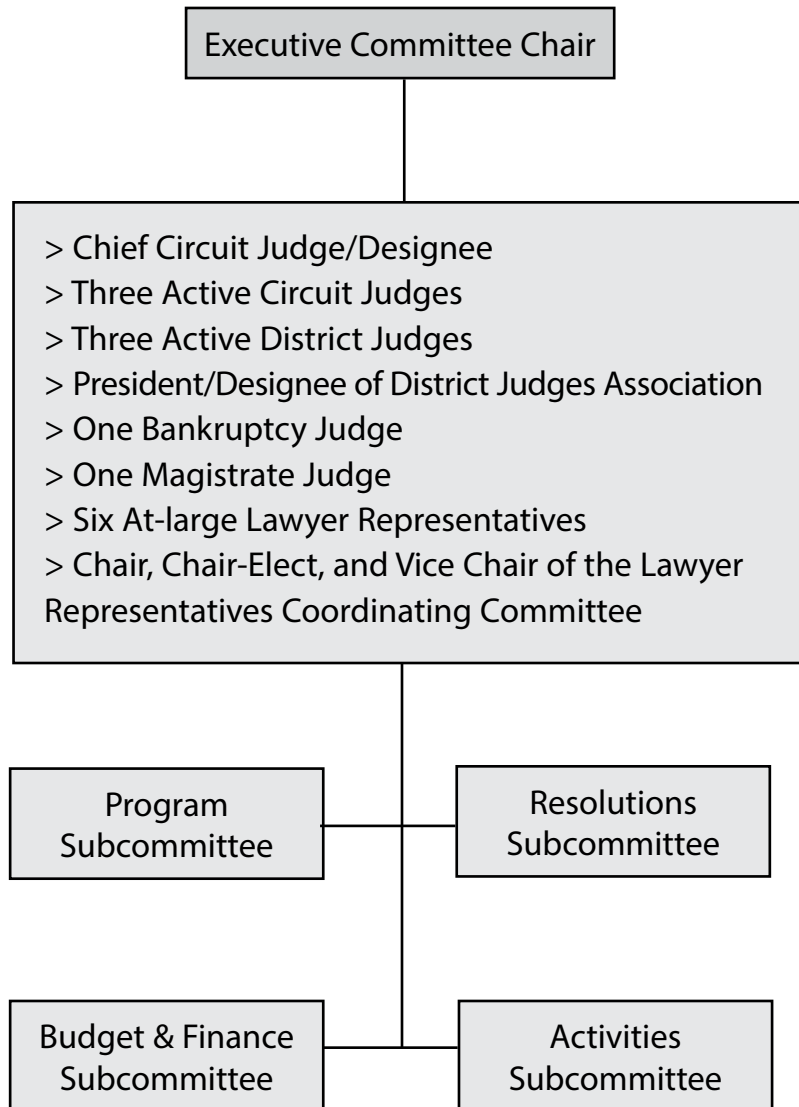 Executive Committee Chair
> Chief Circuit Judge/Designee
> Three Active Circuit Judges
> Three Active District Judges
> President/Designee of District Judges Association
> One Bankruptcy Judge
> One Magistrate Judge
> Six At-large Lawyer Representatives
> Chair, Chair-Elect, and Vice Chair of the Lawyer
Representatives Coordinating Committee
Program
Subcommittee
Resolutions
Subcommittee
Budget & Finance
Subcommittee
Activities
Subcommittee